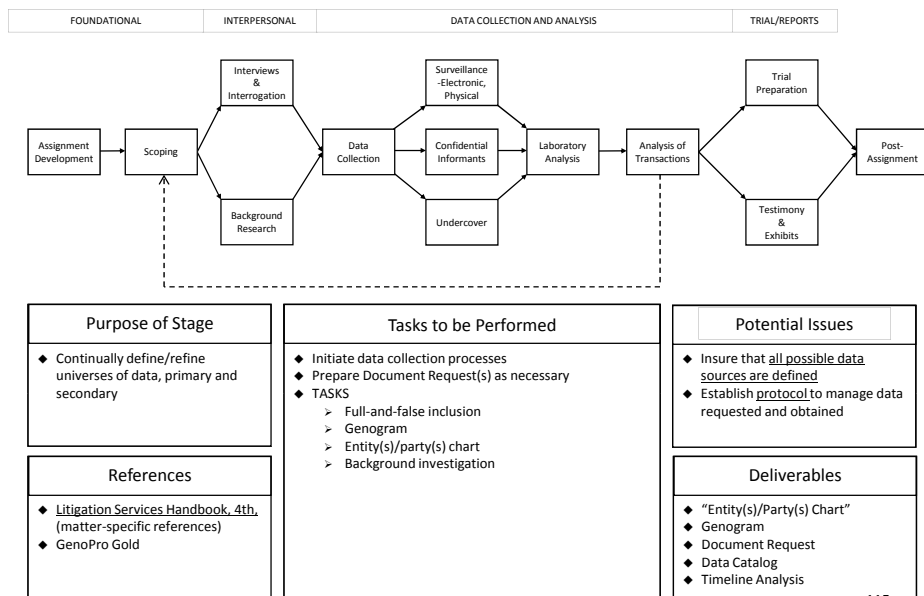 FOUNDATIONAL
INTERPERSONAL
DATA COLLECTION AND ANALYSIS
TRIAL/REPORTS
Assignment
Development
Scoping
Interviews
&
Interrogation
Background
Research
Data
Collection
Surveillance
-Electronic,
Physical
Confidential
Informants
Undercover
Laboratory
Analysis
Analysis of
Transactions
Trial
Preparation
Testimony
&
Exhibits
Post-
Assignment
Purpose of Stage
◆ Continually define/refine
universes of data, primary and
secondary
References
◆ Litigation Services Handbook, 4th,
(matter-specific references)
◆ GenoPro Gold
Tasks to be Performed
◆ Initiate data collection processes
◆ Prepare Document Request(s) as necessary
◆ TASKS
➢ Full-and-false inclusion
➢ Genogram
➢ Entity(s)/party(s) chart
➢ Background investigation
Potential Issues
◆ Insure that all possible data
sources are defined
◆ Establish protocol to manage data
requested and obtained
Deliverables
◆ “Entity(s)/Party(s) Chart”
◆ Genogram
◆ Document Request
◆ Data Catalog
◆ Timeline Analysis